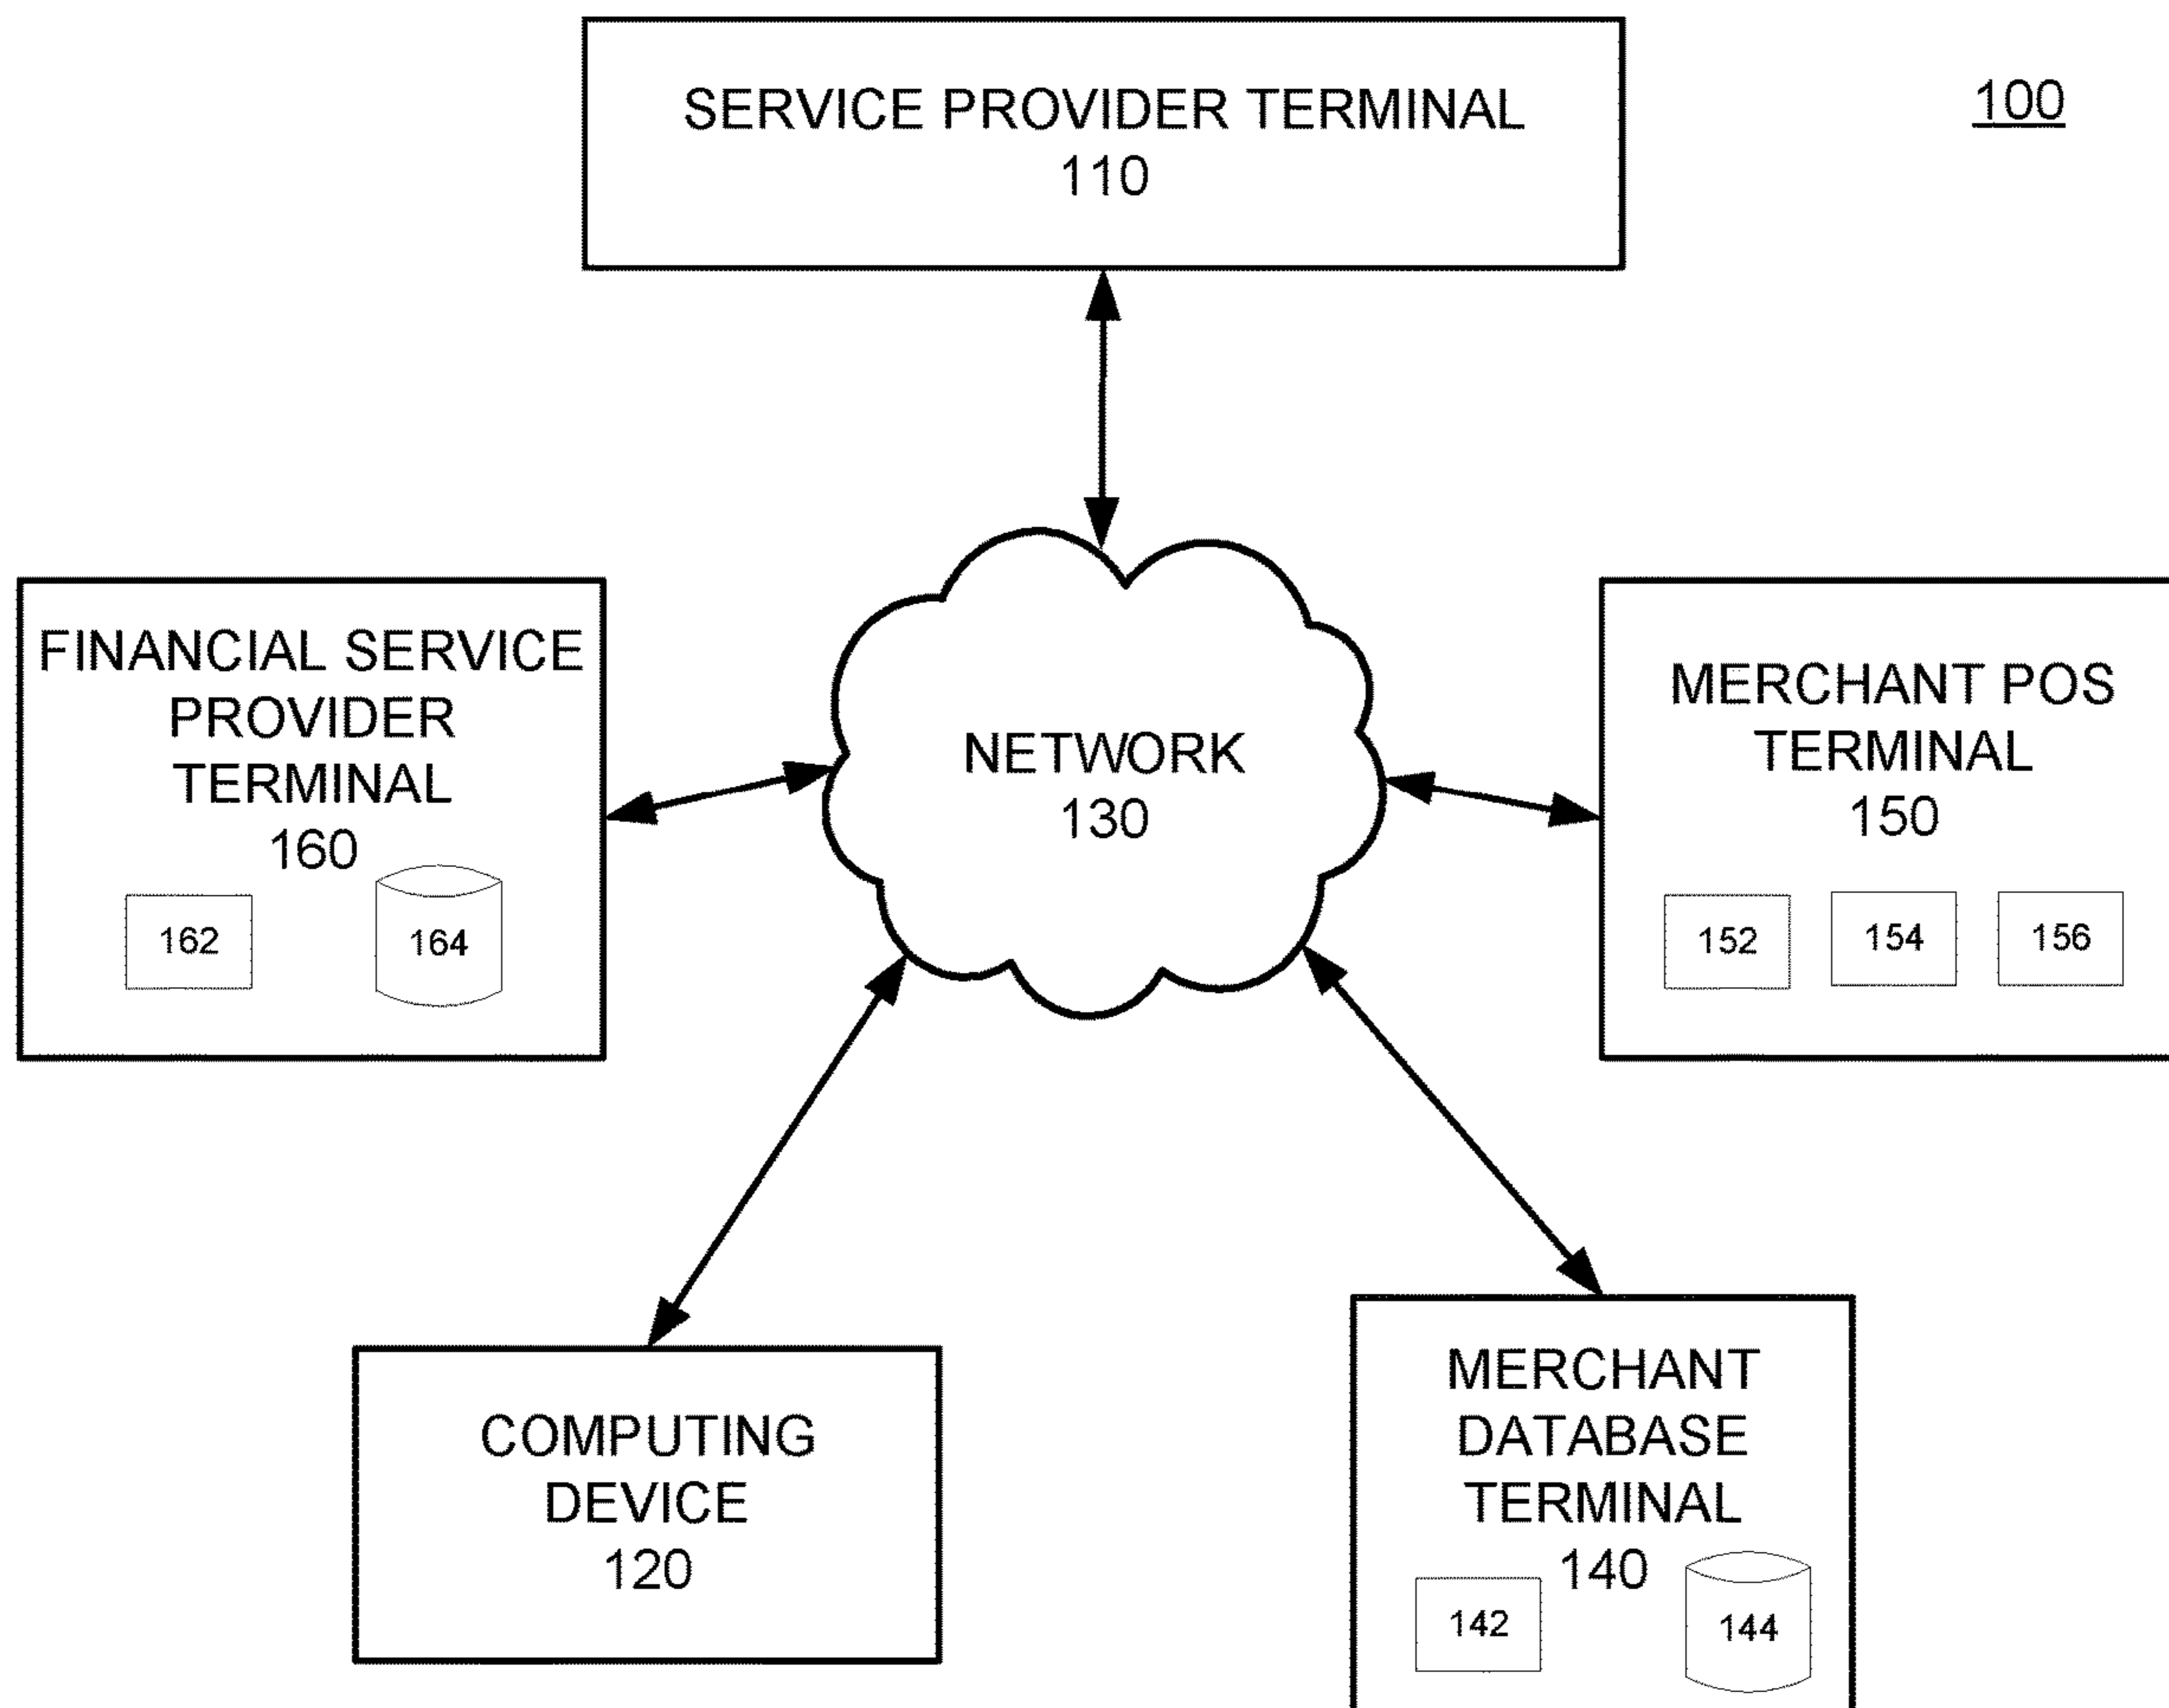 SERVICE PROVIDER TERMINAL
110
100
FINANCIAL SERVICE
PROVIDER
TERMINAL
160
162
164
NETWORK
130
MERCHANT POS
TERMINAL
150
152
154
156
COMPUTING
DEVICE
120
MERCHANT
DATABASE
TERMINAL
140
142
144